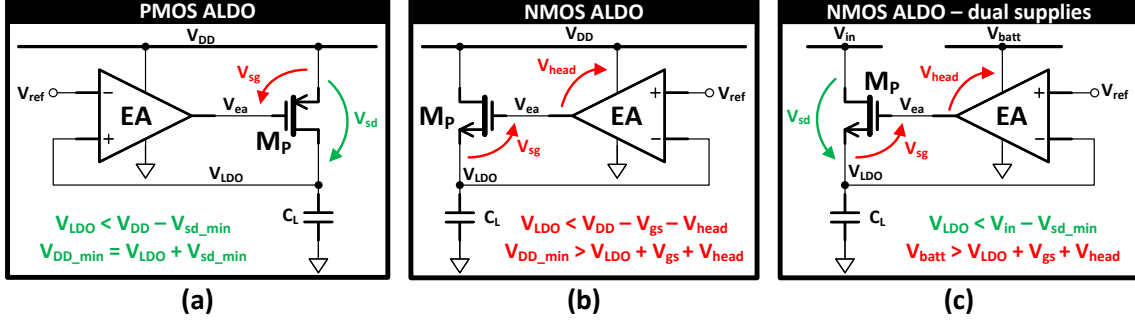 PMOS ALDO
V_DD
V_sg
V_ref
−
EA
V_ea
V_sd
+
M_P
V_LDO
C_L
V_LDO < V_DD – V_sd_min
V_DD_min = V_LDO + V_sd_min
(a)
NMOS ALDO
V_DD
V_head
+
V_ref
M_P
V_ea
EA
−
V_sg
V_LDO
C_L
V_LDO < V_DD – V_gs – V_head
V_DD_min > V_LDO + V_gs + V_head
(b)
NMOS ALDO – dual supplies
V_in
V_batt
V_head
M_P
+
V_ref
V_ea
V_sd
EA
−
V_sg
V_LDO
C_L
V_LDO < V_in – V_sd_min
V_batt > V_LDO + V_gs + V_head
(c)